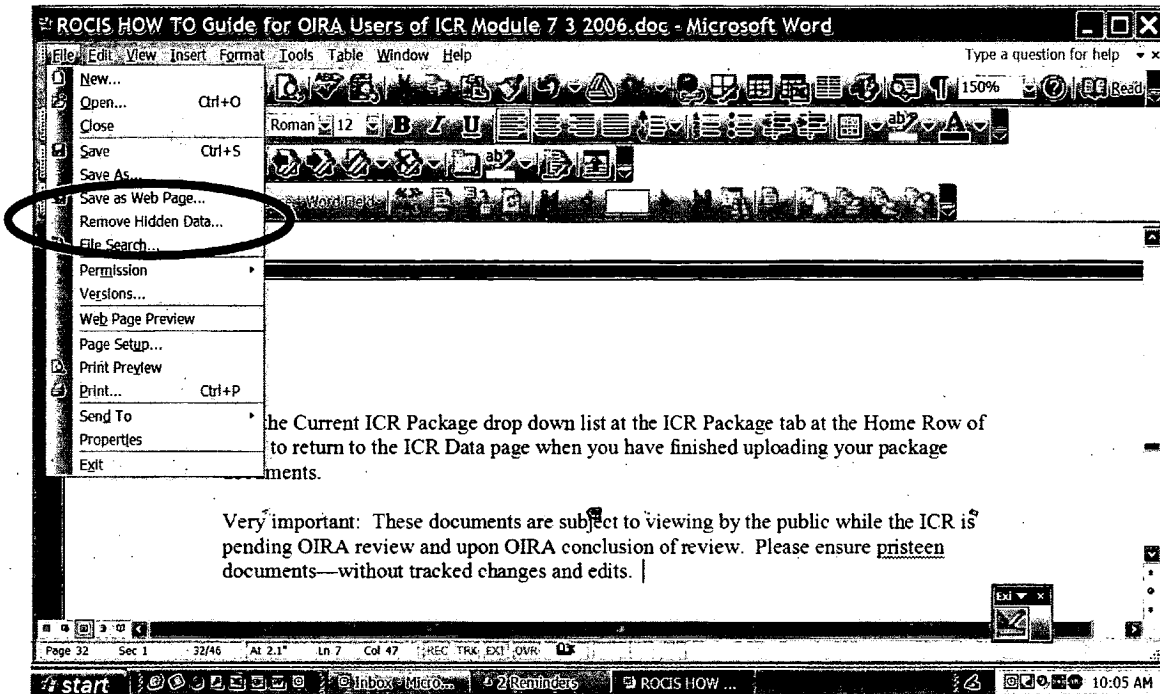 ROCIS HOW TO Guide for OIRA Users of ICR Module 7 3 2006.doc - Microsoft Word
File Edit View Insert Format Tools Table Window Help
Type a question for help
150%
Read
Roman 12 B I U
Word Field
New...
Open... Ctrl+O
Close
Save Ctrl+S
Save As...
Save as Web Page...
Remove Hidden Data...
File Search...
Permission
Versions...
Web Page Preview
Page Setup...
Print Preview
Print... Ctrl+P
Send To
Properties
Exit
the Current ICR Package drop down list at the ICR Package tab at the Home Row of
to return to the ICR Data page when you have finished uploading your package
Very important: These documents are subject to viewing by the public while the ICR is
pending OIRA review and upon OIRA conclusion of review. Please ensure pristeen
documents—without tracked changes and edits.
Exi
Page 32 Sec 1 32/46 At 2.1" Ln 7 Col 47 REC TRK EXT OVR
start
Inbox - Micro...
2 Reminders
ROCIS HOW ...
10:05 AM